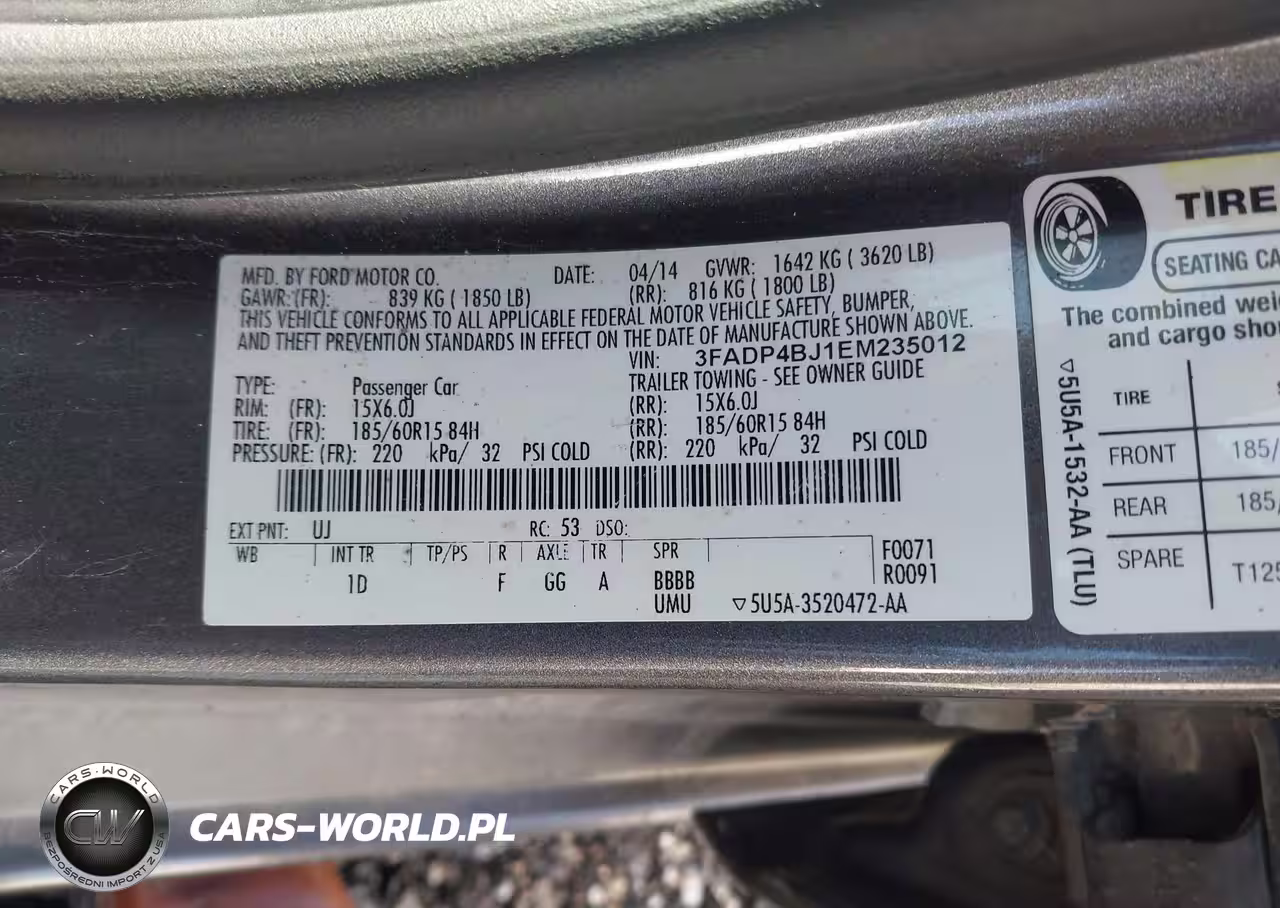 MFD. BY FORD MOTOR CO. DATE: 04/14 GVWR: 1642 KG ( 3620 LB)
GAWR: (FR): 839 KG ( 1850 LB) (RR): 816 KG ( 1800 LB)
THIS VEHICLE CONFORMS TO ALL APPLICABLE FEDERAL MOTOR VEHICLE SAFETY, BUMPER,
AND THEFT PREVENTION STANDARDS IN EFFECT ON THE DATE OF MANUFACTURE SHOWN ABOVE.
VIN: 3FADP4BJ1EM235012
TYPE: Passenger Car TRAILER TOWING - SEE OWNER GUIDE
RIM: (FR): 15X6.0J (RR): 15X6.0J
TIRE: (FR): 185/60R15 84H (RR): 185/60R15 84H
PRESSURE: (FR): 220 kPa/ 32 PSI COLD (RR): 220 kPa/ 32 PSI COLD
EXT PNT: UJ RC: 53 DSO:
WB INT TR TP/PS R AXLE TR SPR F0071
1D F GG A BBBB R0091
UMU ▽5U5A-3520472-AA
TIRE
SEATING CA
The combined wei
and cargo sho
▽5U5A-1532-AA (TLU)
TIRE
FRONT 185/
REAR 185/
SPARE T125
CARS-WORLD
CW
BEZPOŚREDNI IMPORT Z USA
CARS-WORLD.PL